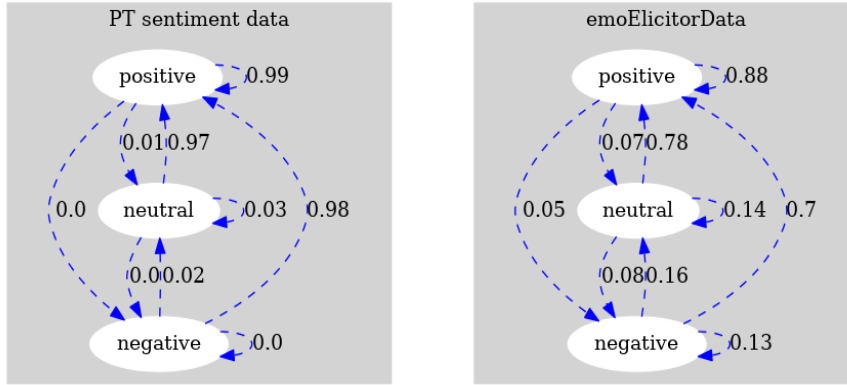 PT sentiment data
positive
0.99
0.01
0.97
0.0
neutral
0.03
0.98
0.0
0.02
negative
0.0
emoElicitorData
positive
0.88
0.07
0.78
0.05
neutral
0.14
0.7
0.08
0.16
negative
0.13